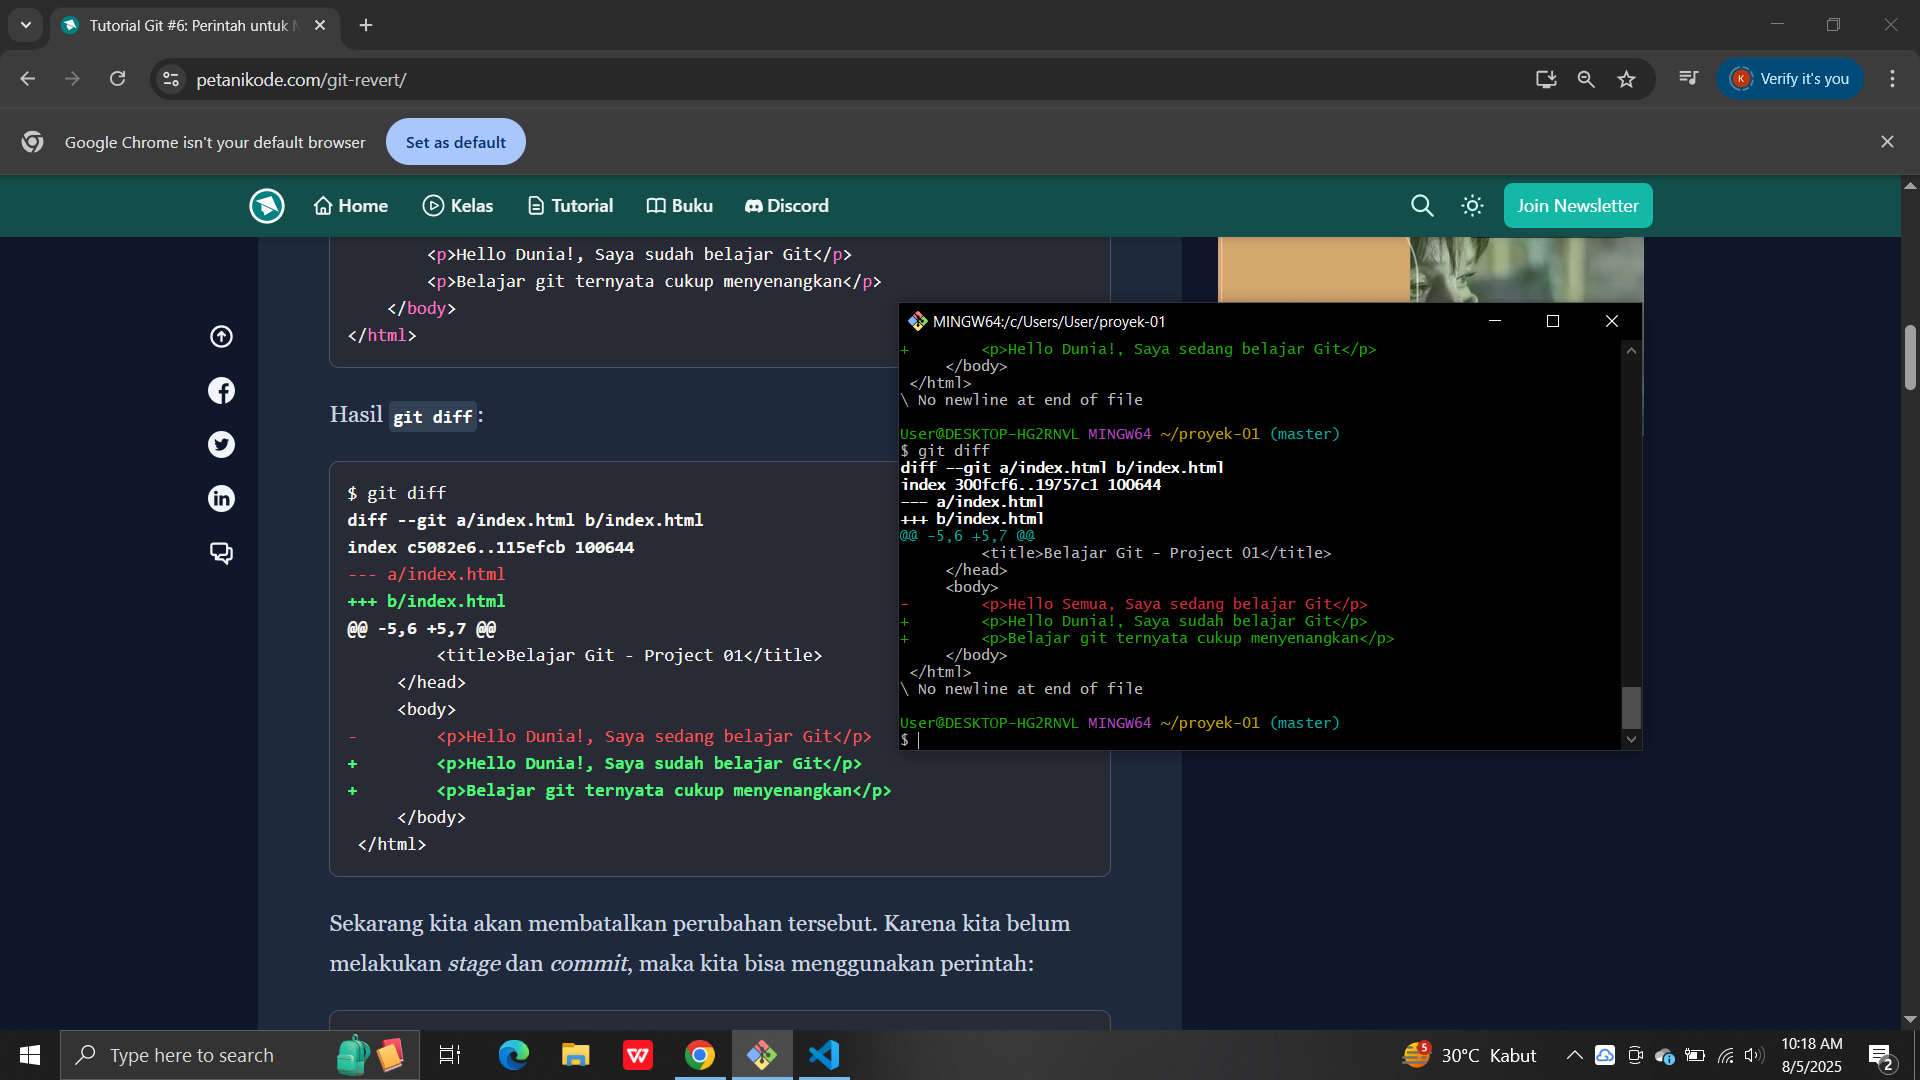 Tutorial Git #6: Perintah untuk
petanikode.com/git-revert/
K
Verify it's you
Google Chrome isn't your default browser
Set as default
Home
Kelas
Tutorial
Buku
Discord
Join Newsletter
<p>Hello Dunia!, Saya sudah belajar Git</p>
<p>Belajar git ternyata cukup menyenangkan</p>
</body>
</html>
Hasil git diff:
$ git diff
diff --git a/index.html b/index.html
index c5082e6..115efcb 100644
--- a/index.html
+++ b/index.html
@@ -5,6 +5,7 @@
<title>Belajar Git - Project 01</title>
</head>
<body>
- <p>Hello Dunia!, Saya sedang belajar Git</p>
+ <p>Hello Dunia!, Saya sudah belajar Git</p>
+ <p>Belajar git ternyata cukup menyenangkan</p>
</body>
</html>
Sekarang kita akan membatalkan perubahan tersebut. Karena kita belum
melakukan stage dan commit, maka kita bisa menggunakan perintah:
MINGW64:/c/Users/User/proyek-01
+ <p>Hello Dunia!, Saya sedang belajar Git</p>
</body>
</html>
\ No newline at end of file
User@DESKTOP-HG2RNVL MINGW64 ~/proyek-01 (master)
$ git diff
diff --git a/index.html b/index.html
index 300fcf6..19757c1 100644
--- a/index.html
+++ b/index.html
@@ -5,6 +5,7 @@
<title>Belajar Git - Project 01</title>
</head>
<body>
- <p>Hello Semua, Saya sedang belajar Git</p>
+ <p>Hello Dunia!, Saya sudah belajar Git</p>
+ <p>Belajar git ternyata cukup menyenangkan</p>
</body>
</html>
\ No newline at end of file
User@DESKTOP-HG2RNVL MINGW64 ~/proyek-01 (master)
$
Type here to search
5
30°C Kabut
10:18 AM
8/5/2025
2